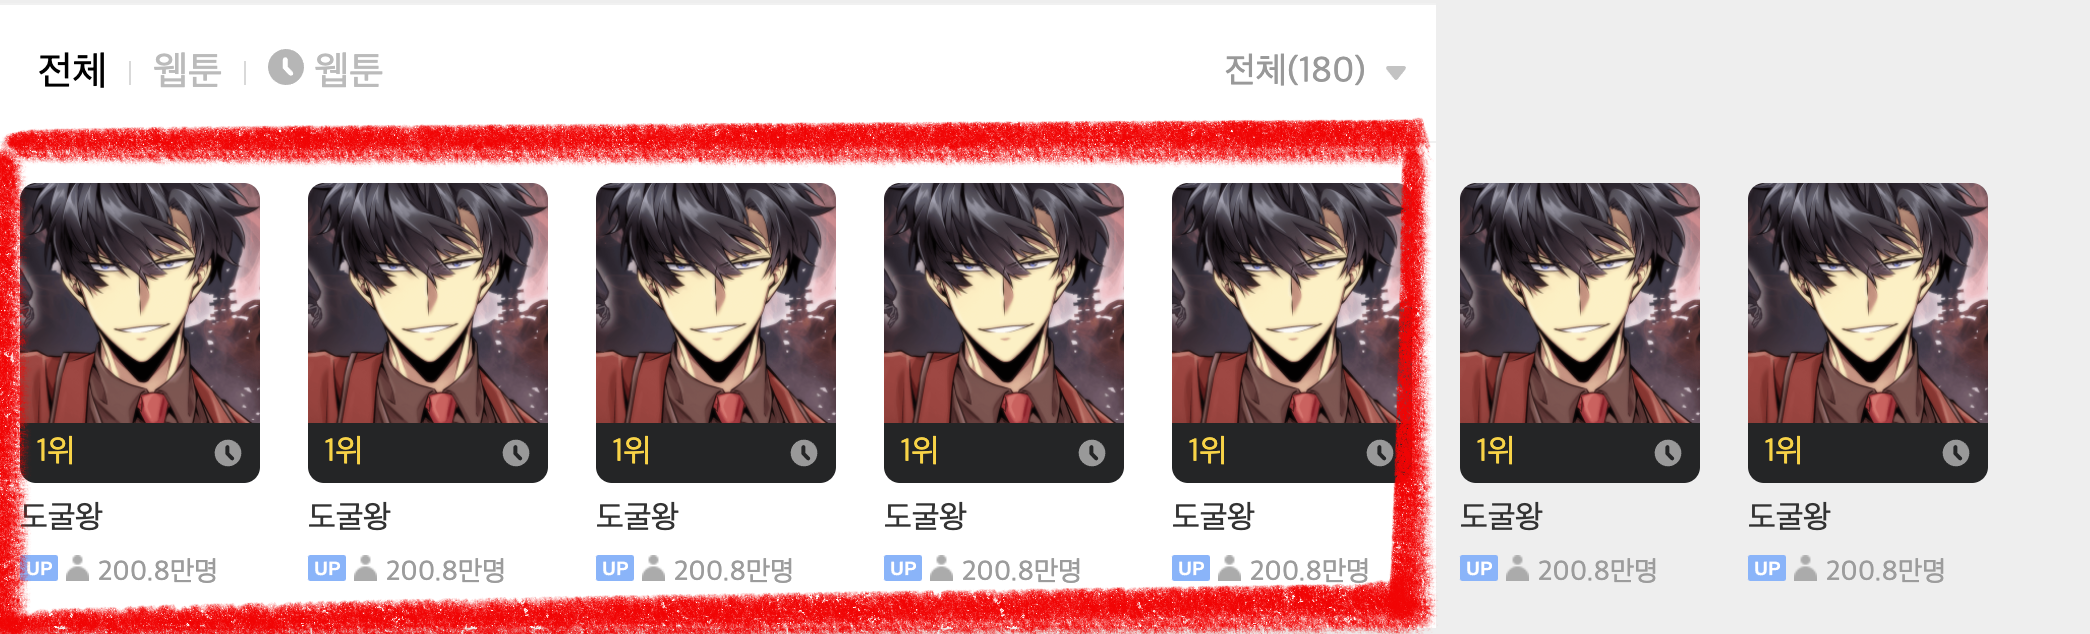 전체 웹툰 웹툰 전체(180)
1위 1위 1위 1위 1위 1위 1위
도굴왕 도굴왕 도굴왕 도굴왕 도굴왕 도굴왕 도굴왕
UP 200.8만명 UP 200.8만명 UP 200.8만명 UP 200.8만명 UP 200.8만명 UP 200.8만명 UP 200.8만명